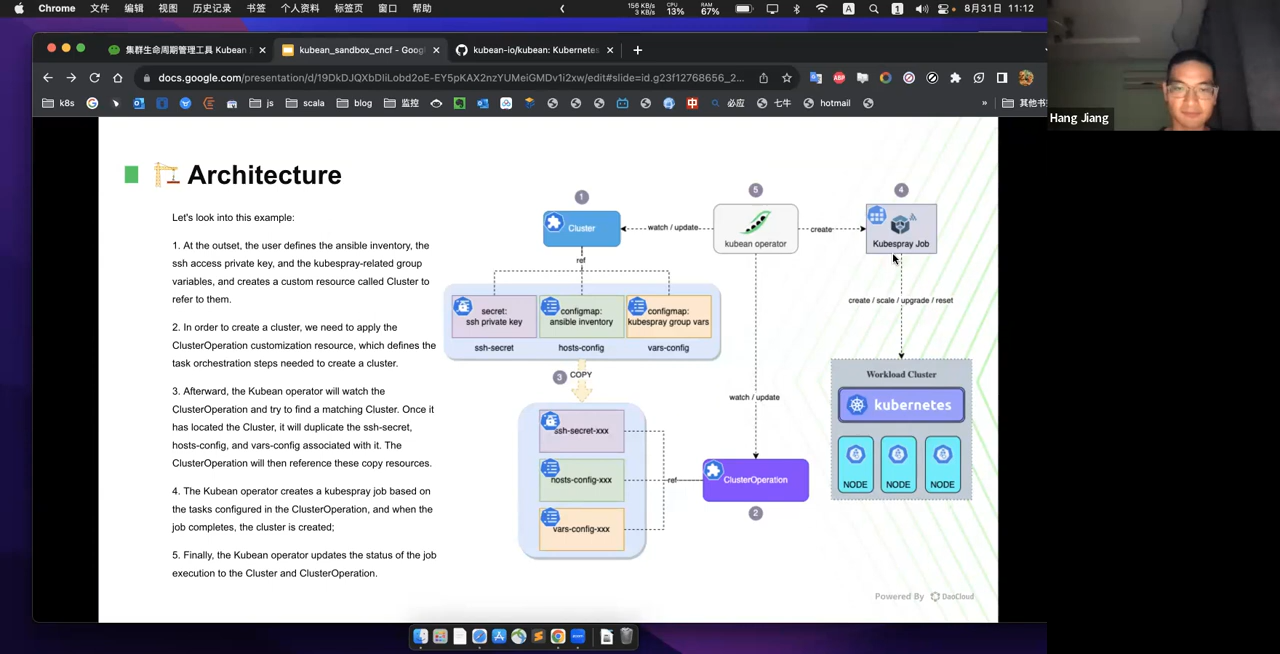 Chrome 文件 编辑 视图 历史记录 书签 个人资料 标签页 窗口 帮助
156 KB/s
3 KB/s
CPU
13%
RAM
67%
A
1
8月31日 11:12
集群生命周期管理工具 Kubean
kubean_sandbox_cncf - Goog
kubean-io/kubean: Kubernetes
docs.google.com/presentation/d/19DkDJQXbDIiLobd2oE-EY5pKAX2nzYUMeiGMDv1i2xw/edit#slide=id.g23f12768656_2...
ABP
k8s
js
scala
blog
监控
中
必应
七牛
hotmail
»
其他书
Hang Jiang
Architecture
Let's look into this example:
1. At the outset, the user defines the ansible inventory, the
ssh access private key, and the kubespray-related group
variables, and creates a custom resource called Cluster to
refer to them.
2. In order to create a cluster, we need to apply the
ClusterOperation customization resource, which defines the
task orchestration steps needed to create a cluster.
3. Afterward, the Kubean operator will watch the
ClusterOperation and try to find a matching Cluster. Once it
has located the Cluster, it will duplicate the ssh-secret,
hosts-config, and vars-config associated with it. The
ClusterOperation will then reference these copy resources.
4. The Kubean operator creates a kubespray job based on
the tasks configured in the ClusterOperation, and when the
job completes, the cluster is created;
5. Finally, the Kubean operator updates the status of the job
execution to the Cluster and ClusterOperation.
1
Cluster
watch / update
5
kubean operator
create
4
Kubespray Job
ref
secret:
ssh private key
configmap:
ansible inventory
configmap:
kubespray group vars
ssh-secret
hosts-config
vars-config
create / scale / upgrade / reset
3
COPY
watch / update
ssh-secret-xxx
hosts-config-xxx
vars-config-xxx
ref
ClusterOperation
2
Workload Cluster
kubernetes
NODE
NODE
NODE
Powered By DaoCloud